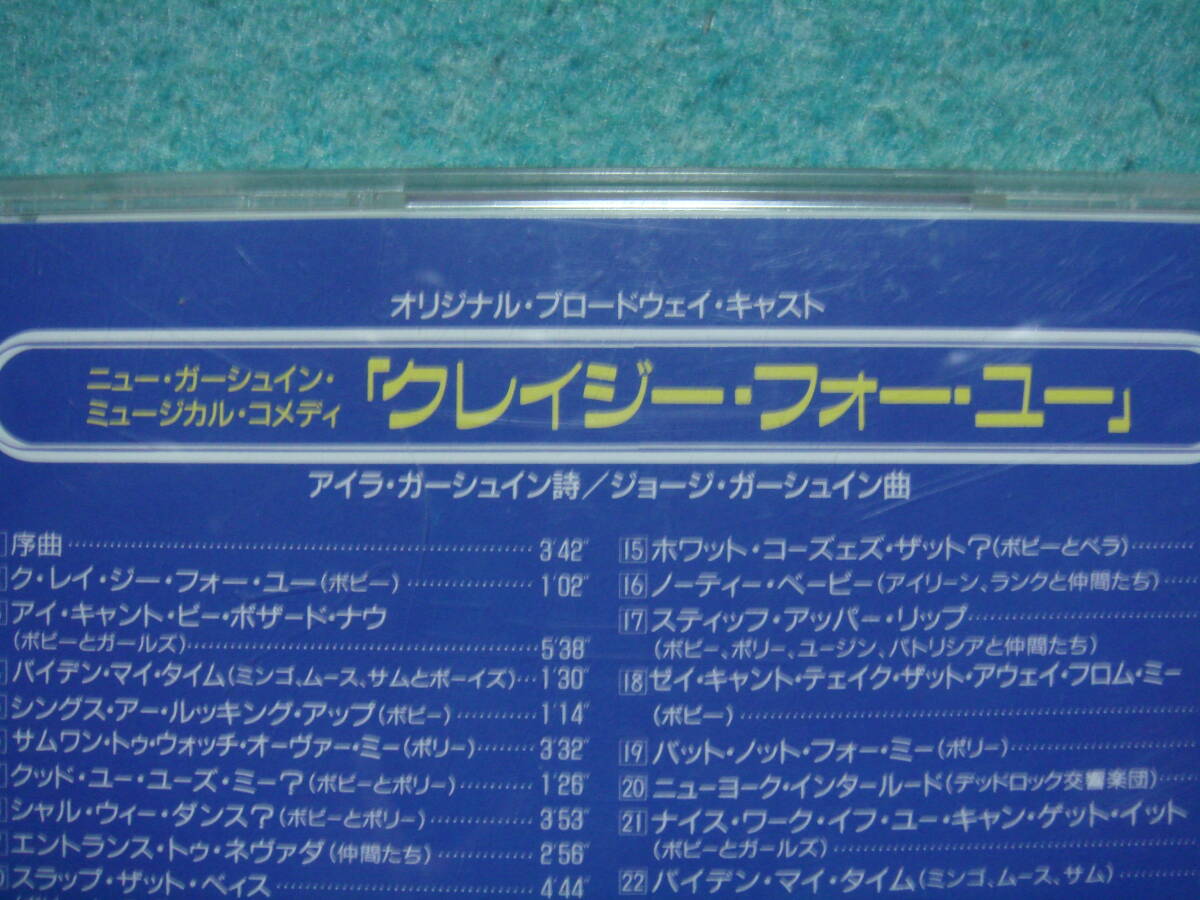 オリジナル・ブロードウェイ・キャスト
ニュー・ガーシュイン・
ミュージカル・コメディ
「クレイジー・フォー・ユー」
アイラ・ガーシュイン詩／ジョージ・ガーシュイン曲
序曲 3′42″
ク・レイ・ジー・フォー・ユー(ボビー) 1′02″
アイ・キャント・ビー・ボザード・ナウ
(ボビーとガールズ) 5′38″
バイデン・マイ・タイム(ミンゴ、ムース、サムとボーイズ) 1′30″
シングス・アー・ルッキング・アップ(ボビー) 1′14″
サムワン・トゥ・ウォッチ・オーヴァー・ミー(ポリー) 3′32″
クッド・ユー・ユーズ・ミー?(ボビーとポリー) 1′26″
シャル・ウィー・ダンス?(ボビーとポリー) 3′53″
エントランス・トゥ・ネヴァダ(仲間たち) 2′56″
スラップ・ザット・ベイス 4′44″
15 ホワット・コーズェズ・ザット?(ボビーとベラ)
16 ノーティー・ベービー(アイリーン、ランクと仲間たち)
17 スティッフ・アッパー・リップ
(ボビー、ポリー、ユージン、パトリシアと仲間たち)
18 ゼイ・キャント・テェイク・ザット・アウェイ・フロム・ミー
(ボビー)
19 バット・ノット・フォー・ミー(ポリー)
20 ニューヨーク・インタールード(デッドロック交響楽団)
21 ナイス・ワーク・イフ・ユー・キャン・ゲット・イット
(ボビーとガールズ)
22 バイデン・マイ・タイム(ミンゴ、ムース、サム)